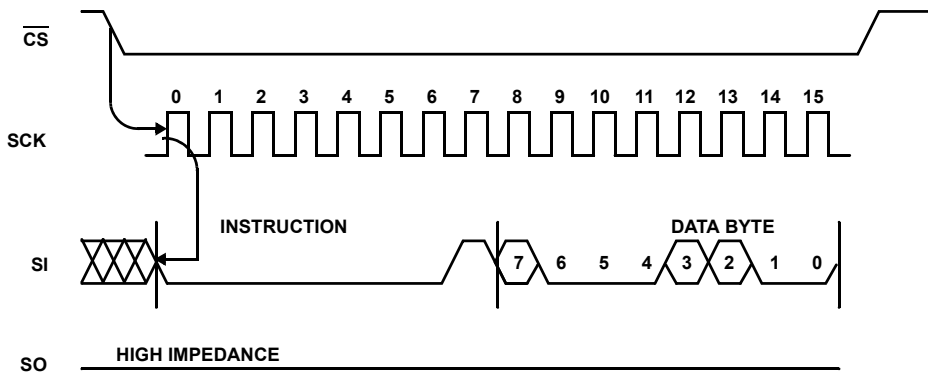 CS
0 1 2 3 4 5 6 7 8 9 10 11 12 13 14 15
SCK
INSTRUCTION
DATA BYTE
SI
7 6 5 4 3 2 1 0
HIGH IMPEDANCE
SO